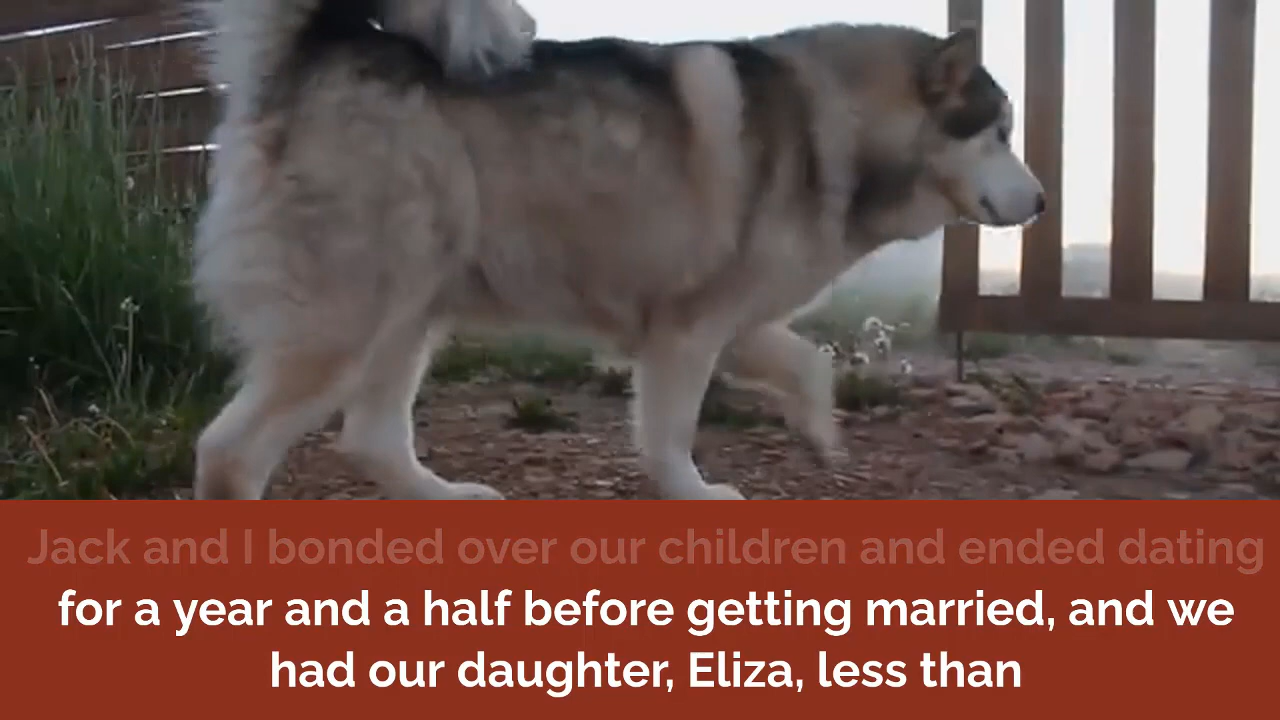 Jack and I bonded over our children and ended dating
for a year and a half before getting married, and we
had our daughter, Eliza, less than